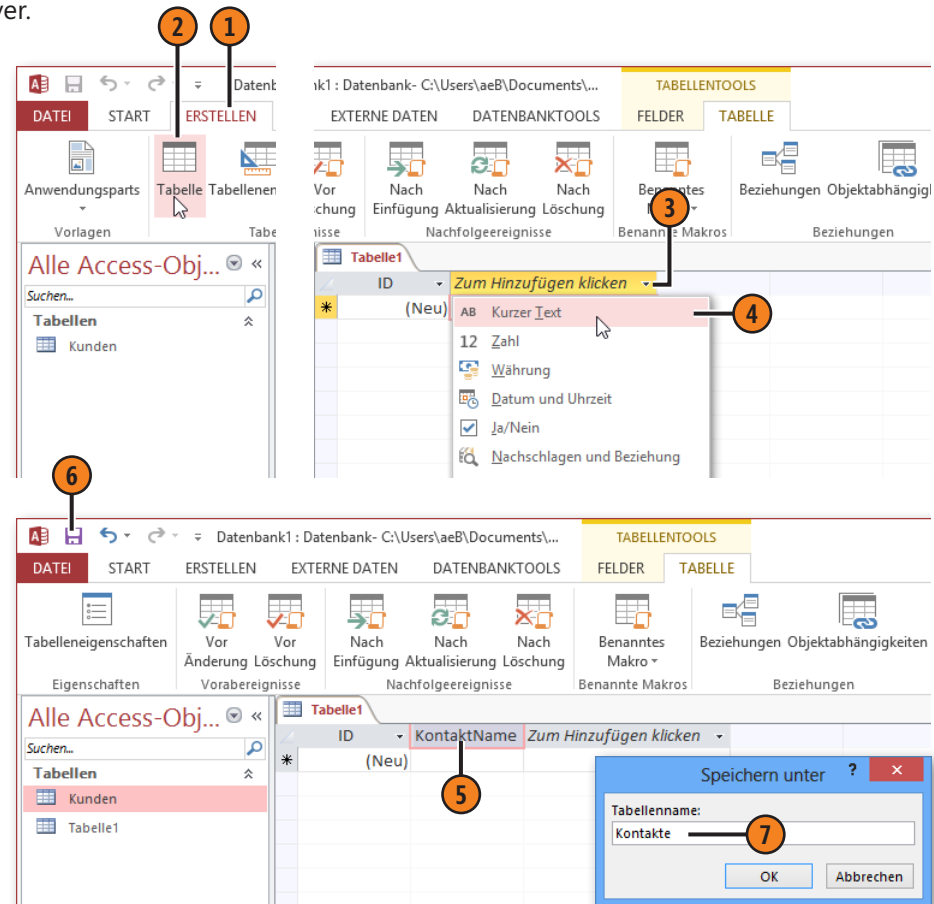 ver.
2 1
Datenb
nk1 : Datenbank- C:\Users\aeB\Documents\...
TABELLENTOOLS
DATEI START ERSTELLEN
EXTERNE DATEN DATENBANKTOOLS FELDER TABELLE
Anwendungsparts
Tabelle
Tabellenen
Vorlagen
Tabe
Vor
schung
Nach
Einfügung
Nach
Aktualisierung
Nach
Löschung
nisse
Nachfolgeereignisse
Benanntes
3
Benannte Makros
Beziehungen
Objektabhängigk
Beziehungen
Alle Access-Obj... «
Suchen...
Tabellen
Kunden
Tabelle1
ID Zum Hinzufügen klicken
* (Neu)
AB Kurzer Text
4
12 Zahl
Währung
Datum und Uhrzeit
Ja/Nein
Nachschlagen und Beziehung
6
Datenbank1 : Datenbank- C:\Users\aeB\Documents\...
TABELLENTOOLS
DATEI START ERSTELLEN EXTERNE DATEN DATENBANKTOOLS FELDER TABELLE
Tabelleneigenschaften
Eigenschaften
Vor
Änderung
Vor
Löschung
Vorabereignisse
Nach
Einfügung
Nach
Aktualisierung
Nach
Löschung
Nachfolgeereignisse
Benanntes
Makro
Benannte Makros
Beziehungen
Objektabhängigkeiten
Beziehungen
Alle Access-Obj... «
Suchen...
Tabellen
Kunden
Tabelle1
Tabelle1
ID KontaktName Zum Hinzufügen klicken
* (Neu)
5
Speichern unter ? ×
Tabellenname:
Kontakte
7
OK Abbrechen